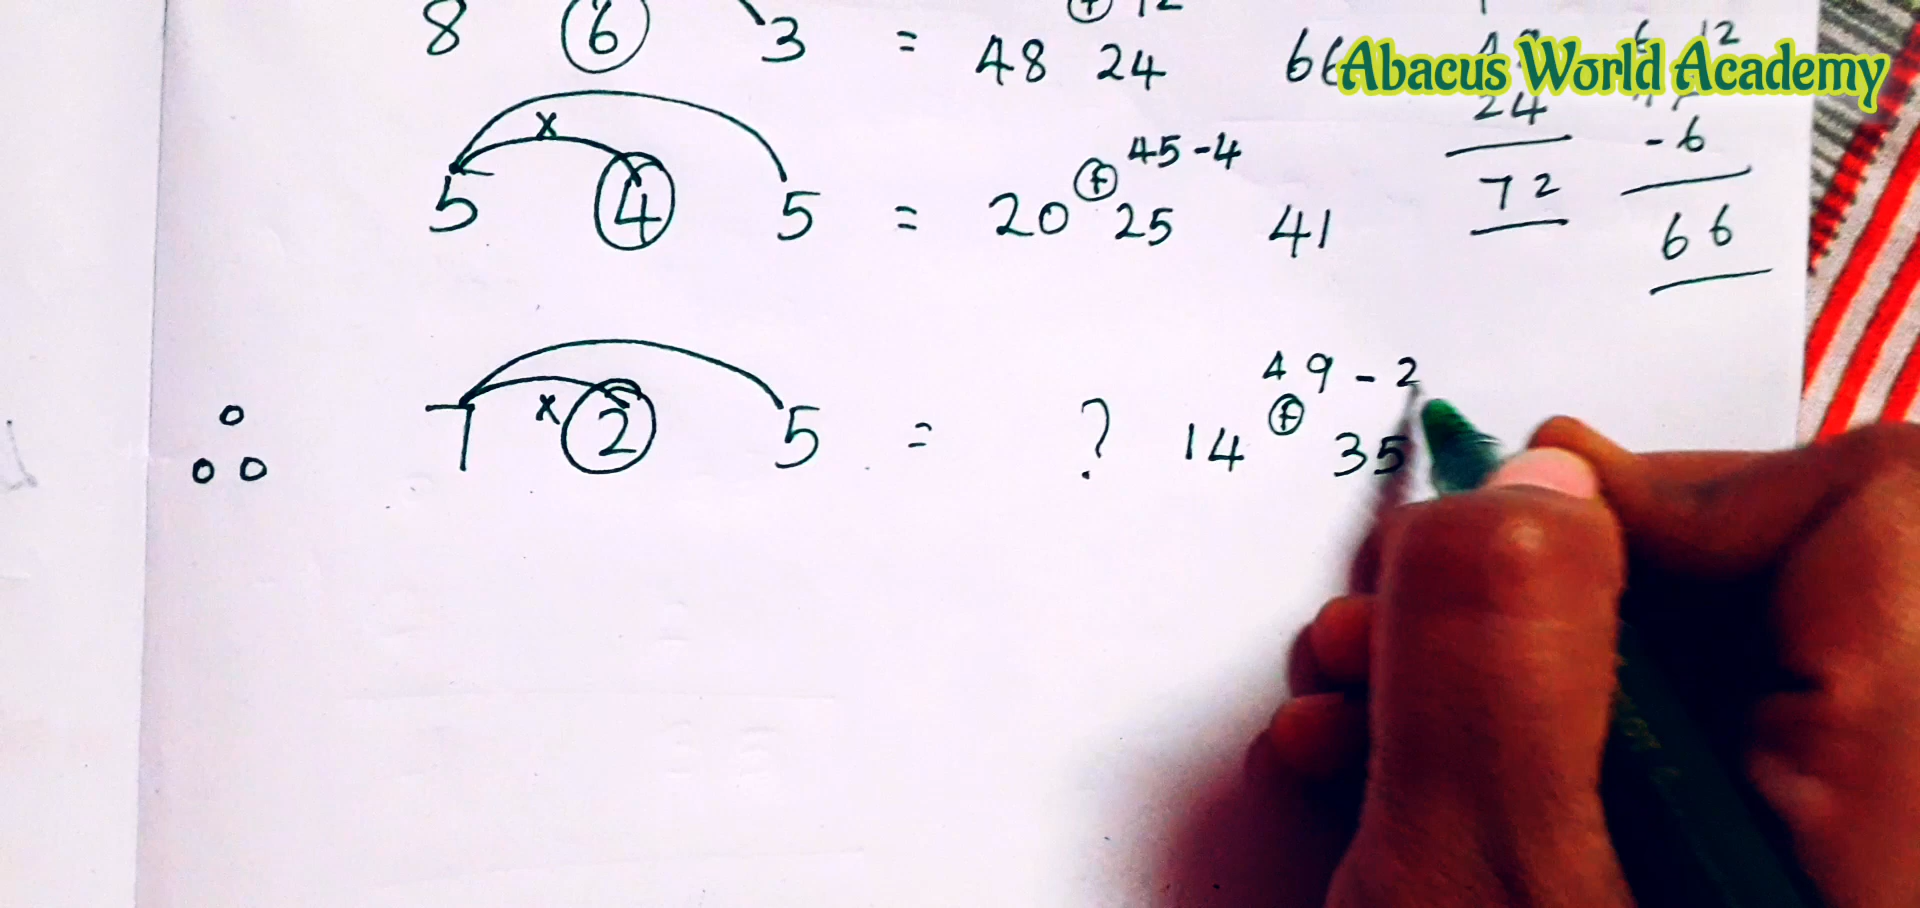 8 6 3 = 48 24 66
Abacus World Academy
24
x
45-4
-6
5 4 5 = 20 + 25 41
72
66
49-2
7 x 2 5 = ? 14 + 35